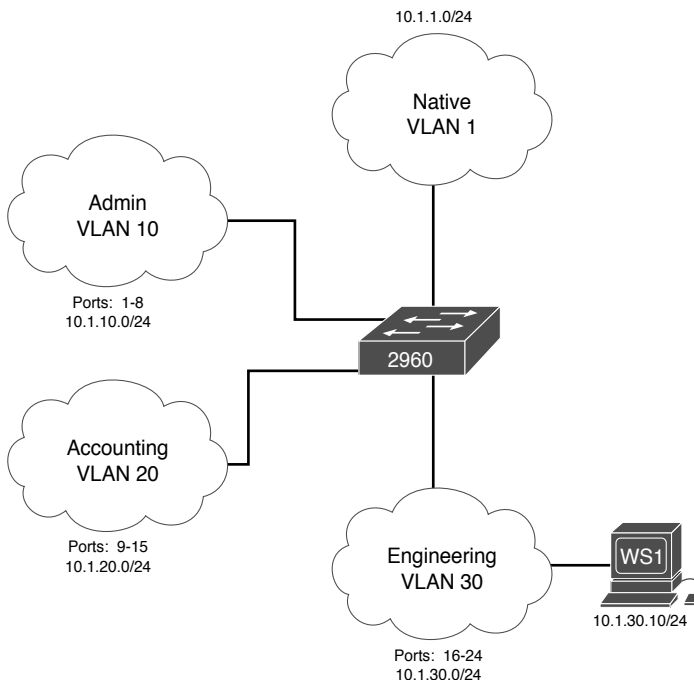 10.1.1.0/24
Native
VLAN 1
Admin
VLAN 10
Ports: 1-8
10.1.10.0/24
2960
Accounting
VLAN 20
Ports: 9-15
10.1.20.0/24
Engineering
VLAN 30
WS1
10.1.30.10/24
Ports: 16-24
10.1.30.0/24